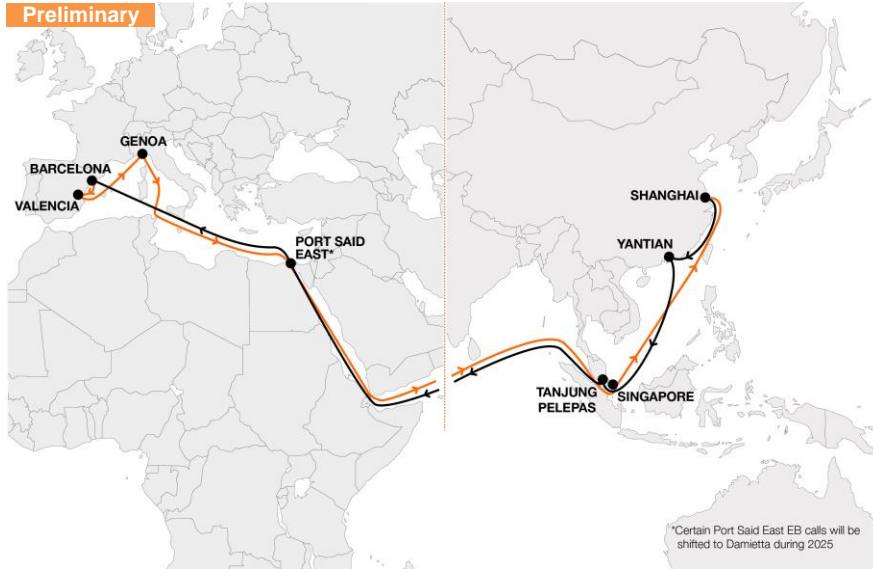 Preliminary
GENOA
BARCELONA
VALENCIA
PORT SAID
EAST*
SHANGHAI
YANTIAN
TANJUNG
PELEPAS
SINGAPORE
*Certain Port Said East EB calls will be
shifted to Damietta during 2025